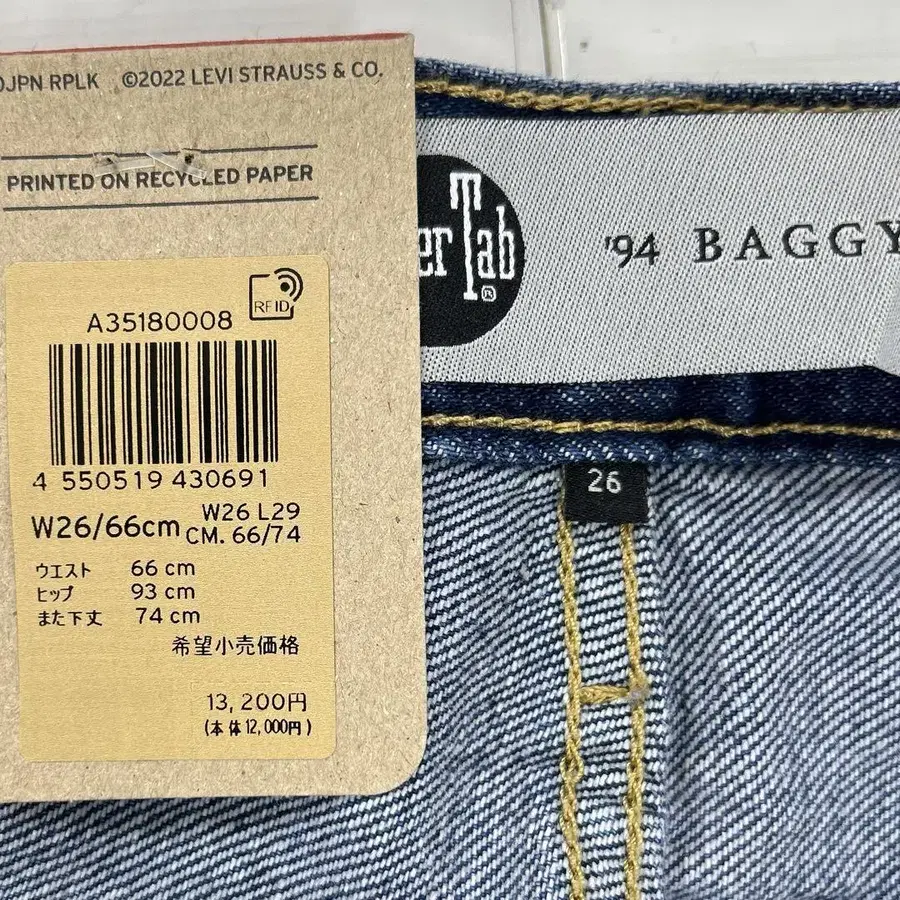 JPN RPLK ©2022 LEVI STRAUSS & CO.
PRINTED ON RECYCLED PAPER
RFID
A35180008
4 550519 430691
W26/66cm
W26 L29
CM. 66/74
ウエスト 66 cm
ヒップ 93 cm
また下丈 74 cm
希望小売価格
13,200円
(本体12,000円)
er Tab
®
'94 BAGGY
26